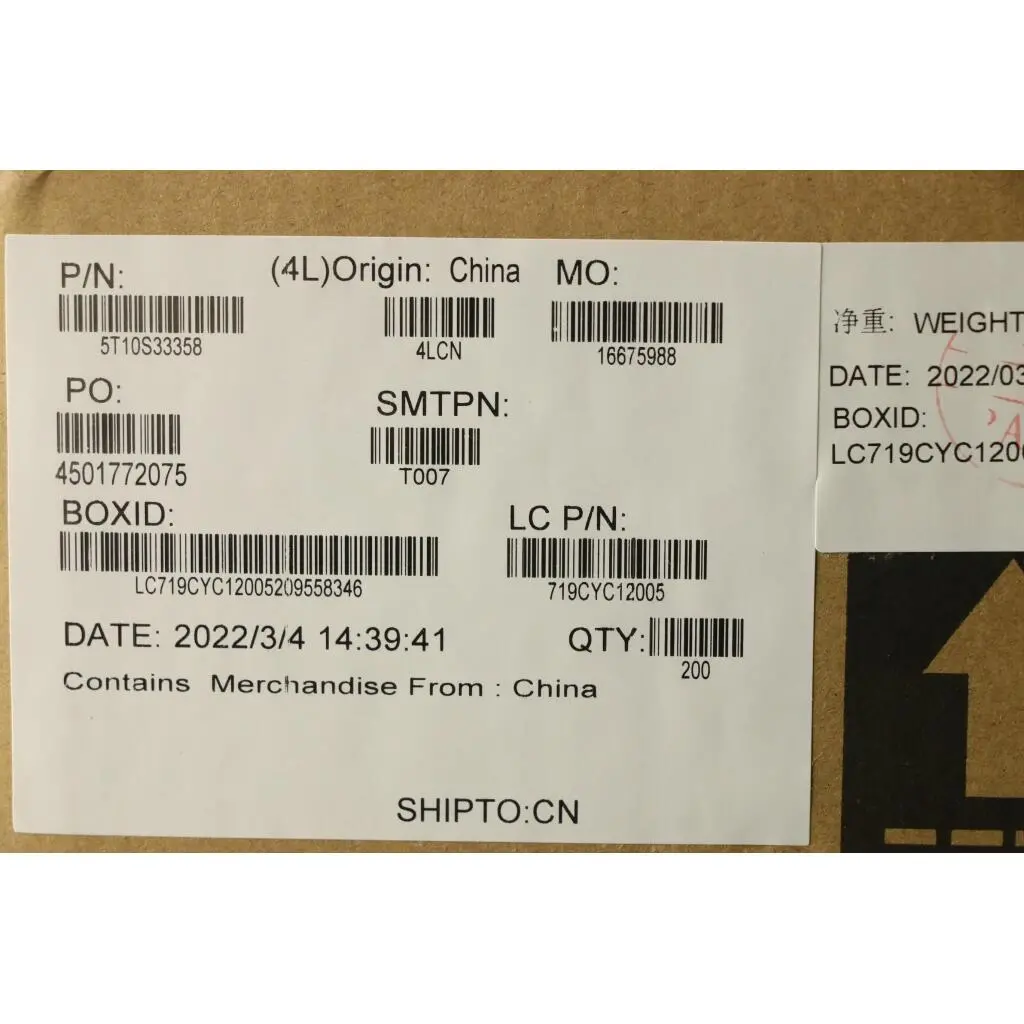 P/N: (4L)Origin: China MO:
5T10S33358 4LCN 16675988
PO: SMTPN:
4501772075 T007
BOXID: LC P/N:
LC719CYC12005209558346 719CYC12005
DATE: 2022/3/4 14:39:41 QTY:
200
Contains Merchandise From : China
SHIPTO:CN
净重: WEIGHT
DATE: 2022/03
BOXID:
LC719CYC1200